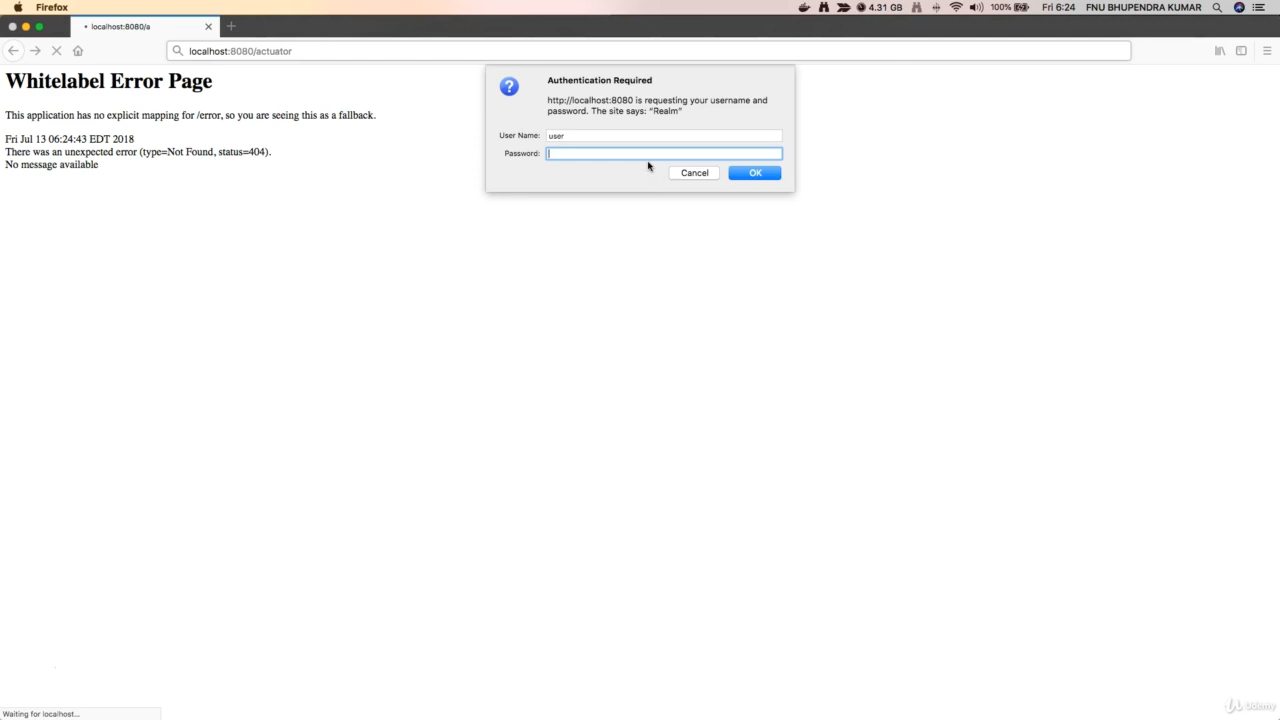 Firefox
4.31 GB
100%
Fri 6:24
FNU BHUPENDRA KUMAR
localhost:8080/a
localhost:8080/actuator
Whitelabel Error Page
This application has no explicit mapping for /error, so you are seeing this as a fallback.
Fri Jul 13 06:24:43 EDT 2018
There was an unexpected error (type=Not Found, status=404).
No message available
Authentication Required
http://localhost:8080 is requesting your username and
password. The site says: “Realm”
User Name: user
Password:
Cancel
OK
Waiting for localhost...
Udemy